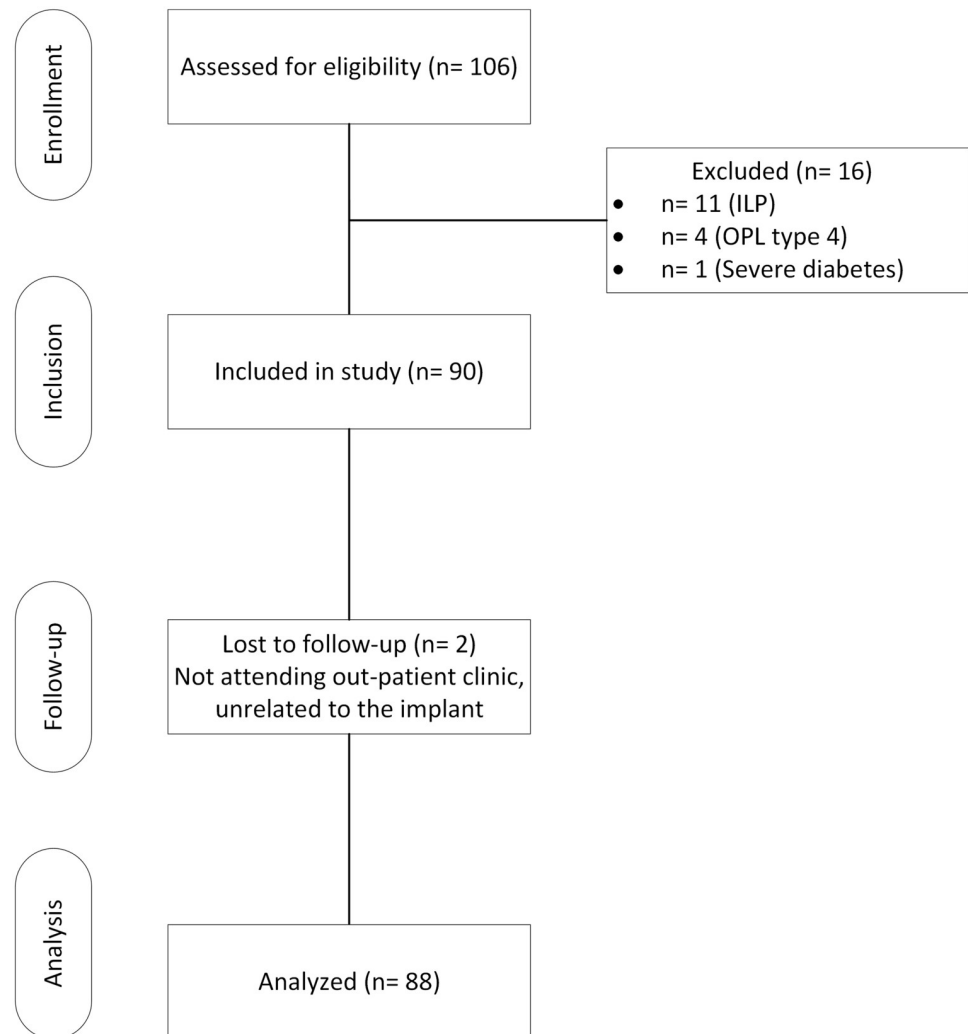 Enrollment
Assessed for eligibility (n= 106)
Excluded (n= 16)
• n= 11 (ILP)
• n= 4 (OPL type 4)
• n= 1 (Severe diabetes)
Inclusion
Included in study (n= 90)
Follow-up
Lost to follow-up (n= 2)
Not attending out-patient clinic,
unrelated to the implant
Analysis
Analyzed (n= 88)